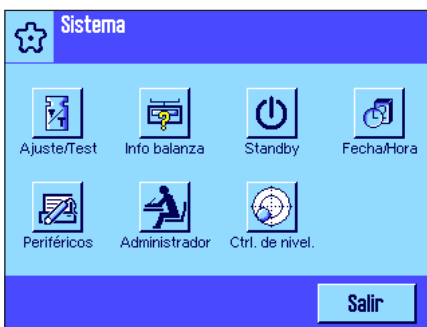 Sistema
Ajuste/Test
Info balanza
Standby
Fecha/Hora
Periféricos
Administrador
Ctrl. de nivel.
Salir